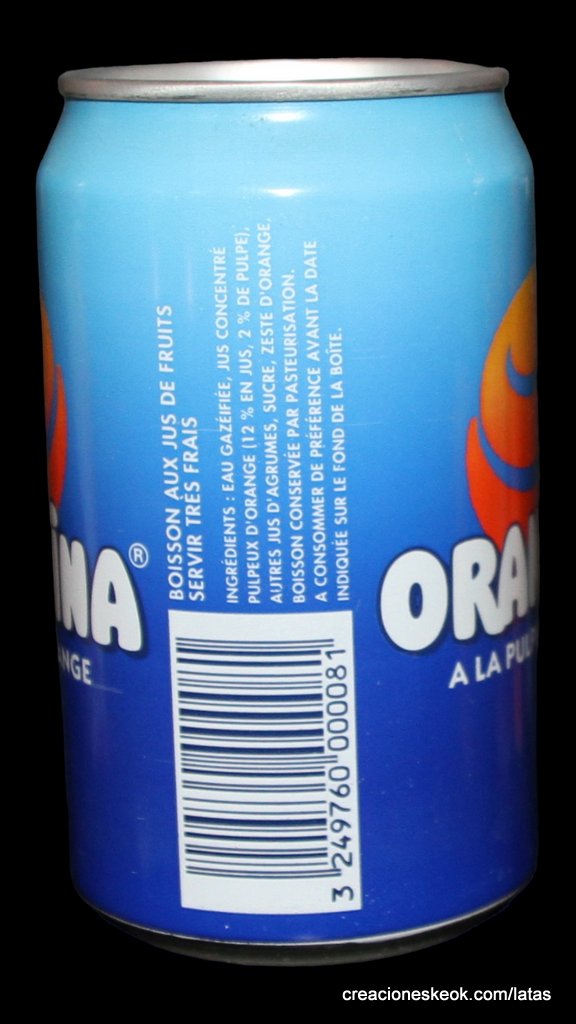 INA®
ANGE
BOISSON AUX JUS DE FRUITS
SERVIR TRÈS FRAIS
INGRÉDIENTS : EAU GAZÉIFIÉE, JUS CONCENTRÉ
PULPEUX D'ORANGE (12 % EN JUS, 2 % DE PULPE),
AUTRES JUS D'AGRUMES, SUCRE, ZESTE D'ORANGE.
BOISSON CONSERVÉE PAR PASTEURISATION.
A CONSOMMER DE PRÉFÉRENCE AVANT LA DATE
INDIQUÉE SUR LE FOND DE LA BOÎTE.
3 249760 000081
ORAN
A LA PULP
creacioneskeok.com/latas